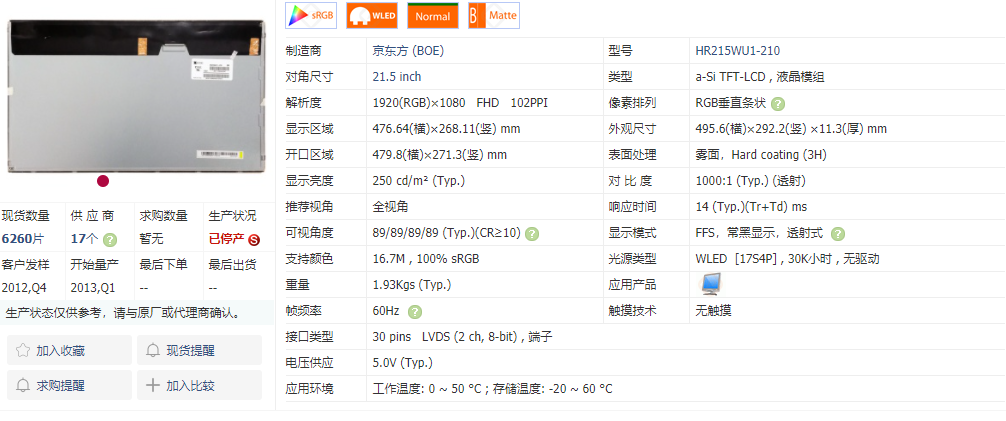 sRGB
WLED
Normal
Matte
制造商 京东方 (BOE) 型号 HR215WU1-210
对角尺寸 21.5 inch 类型 a-Si TFT-LCD , 液晶模组
解析度 1920(RGB)×1080 FHD 102PPI 像素排列 RGB垂直条状 ?
显示区域 476.64(横)×268.11(竖) mm 外观尺寸 495.6(横)×292.2(竖) ×11.3(厚) mm
开口区域 479.8(横)×271.3(竖) mm 表面处理 雾面，Hard coating (3H)
显示亮度 250 cd/m² (Typ.) 对 比 度 1000:1 (Typ.) (透射)
推荐视角 全视角 响应时间 14 (Typ.)(Tr+Td) ms
可视角度 89/89/89/89 (Typ.)(CR≥10) ? 显示模式 FFS，常黑显示，透射式 ?
支持颜色 16.7M , 100% sRGB 光源类型 WLED [17S4P] , 30K小时 , 无驱动
重量 1.93Kgs (Typ.) 应用产品
帧频率 60Hz ? 触摸技术 无触摸
接口类型 30 pins LVDS (2 ch, 8-bit) , 端子
电压供应 5.0V (Typ.)
应用环境 工作温度: 0 ~ 50 °C ; 存储温度: -20 ~ 60 °C
现货数量 供 应 商 求购数量 生产状况
6260片 17个 ? 暂无 已停产 S
客户发样 开始量产 最后下单 最后出货
2012,Q4 2013,Q1 -- --
生产状态仅供参考，请与原厂或代理商确认。
加入收藏 现货提醒
求购提醒 加入比较